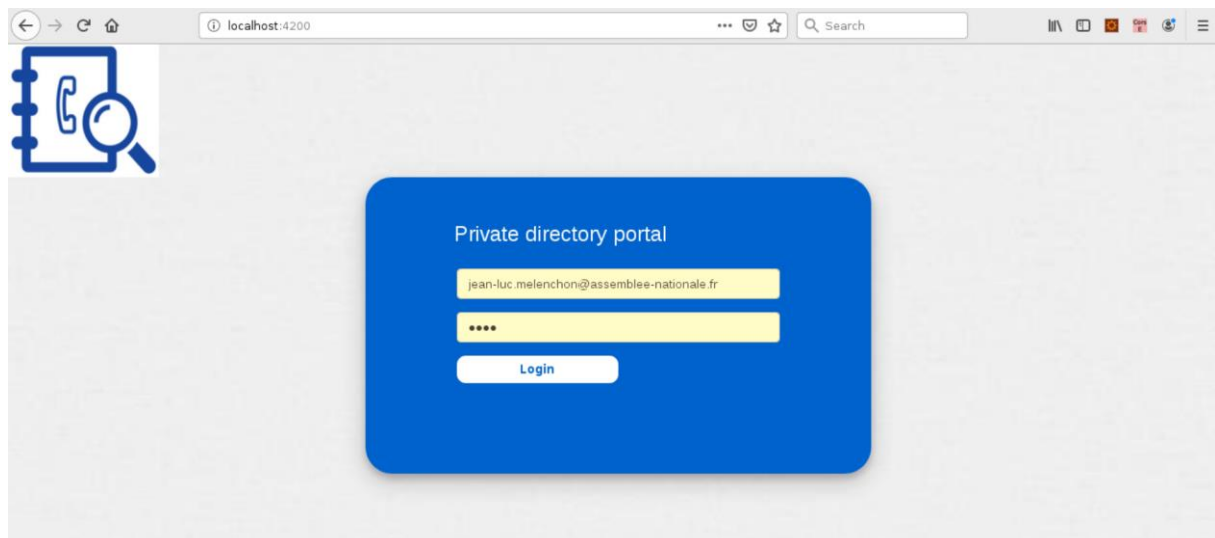 localhost:4200
Search
Private directory portal
jean-luc.melenchon@assemblee-nationale.fr
••••
Login